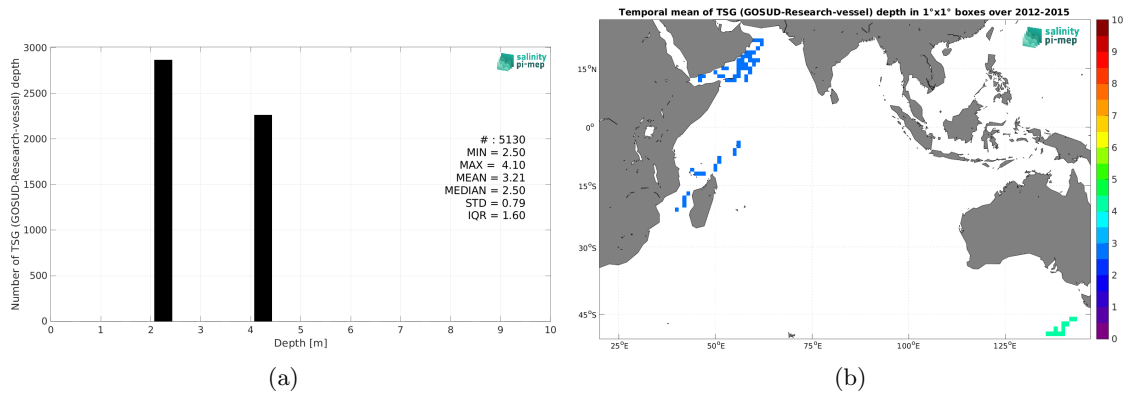 Temporal mean of TSG (GOSUD-Research-vessel) depth in 1°x1° boxes over 2012-2015
salinity
pi-mep
Number of TSG (GOSUD-Research-vessel) depth
3000
2500
2000
1500
1000
500
0
# : 5130
MIN = 2.50
MAX = 4.10
MEAN = 3.21
MEDIAN = 2.50
STD = 0.79
IQR = 1.60
0 1 2 3 4 5 6 7 8 9 10
Depth [m]
(a)
salinity
pi-mep
15°N
0°
15°S
30°S
45°S
25°E 50°E 75°E 100°E 125°E
10
9
8
7
6
5
4
3
2
1
0
(b)